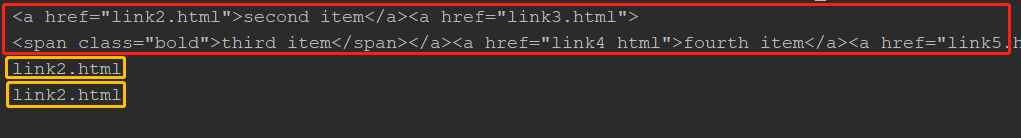 <a href="link2.html">second item</a><a href="link3.html">
<span class="bold">third item</span></a><a href="link4 html">fourth item</a><a href="link5.h
link2.html
link2.html